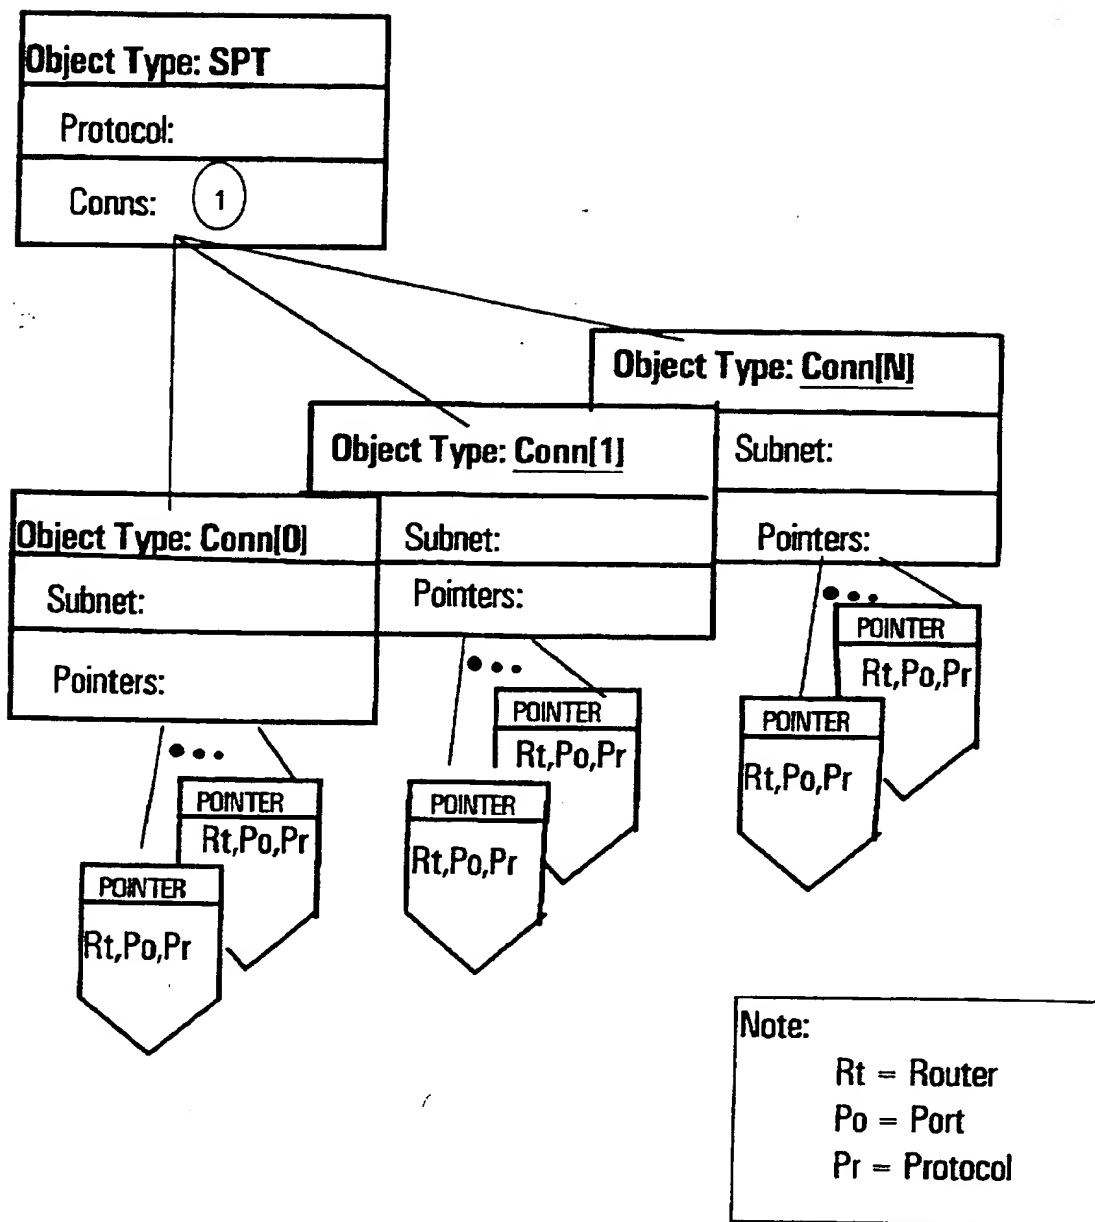 Object Type: SPT
Protocol:
Conns: 1
Object Type: Conn[N]
Subnet:
Pointers:
Object Type: Conn[1]
Subnet:
Pointers:
Object Type: Conn[0]
Subnet:
Pointers:
POINTER
Rt,Po,Pr
POINTER
Rt,Po,Pr
POINTER
Rt,Po,Pr
POINTER
Rt,Po,Pr
POINTER
Rt,Po,Pr
POINTER
Rt,Po,Pr
Note:
Rt = Router
Po = Port
Pr = Protocol